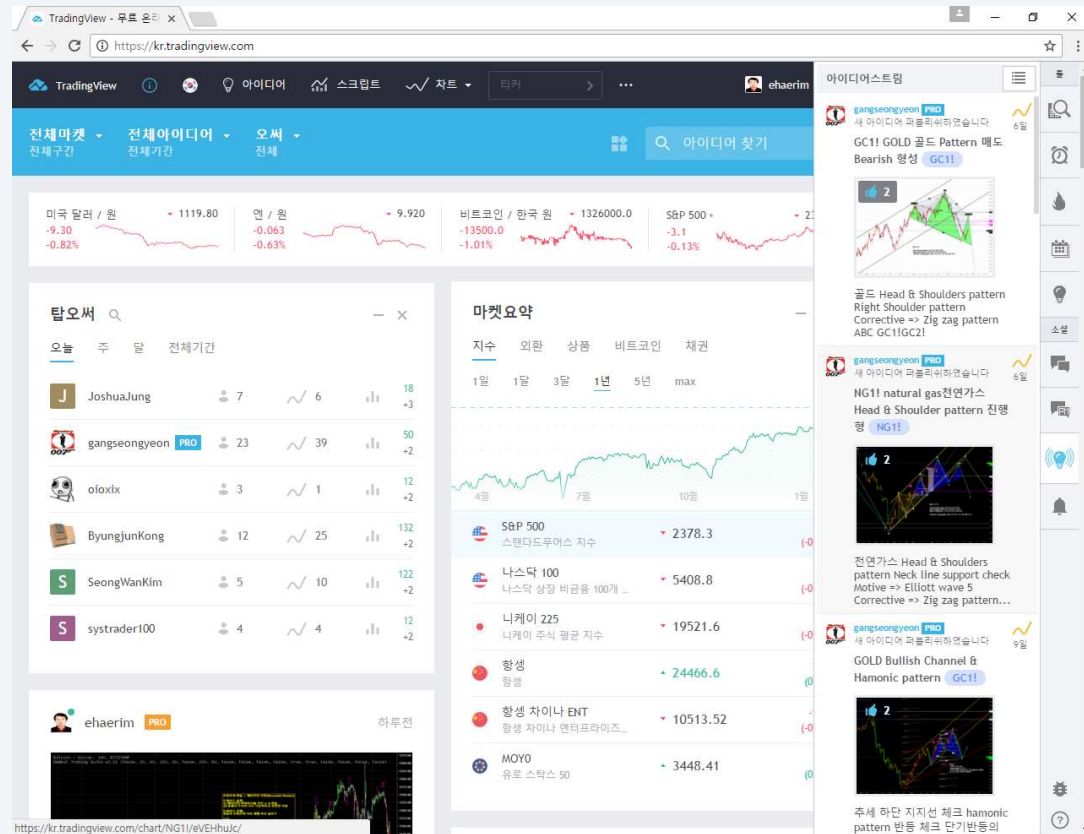 TradingView - 무료 온라
https://kr.tradingview.com
TradingView 아이디어 스크립트 차트 티커 ehaerim
전체마켓 전체아이디어 오써
전체구간 전체기간 전체
아이디어 찾기
미국 달러 / 원 1119.80
-9.30
-0.82%
엔 / 원 9.920
-0.063
-0.63%
비트코인 / 한국 원 1326000.0
-13500.0
-1.01%
S&P 500
-3.1
-0.13%
탑오써
오늘 주 달 전체기간
J JoshuaJung 7 6 18
+3
gangseongyeon PRO 23 39 50
+2
oioxix 3 1 12
+2
ByungjunKong 12 25 132
+2
S SeongWanKim 5 10 122
+2
S systrader100 4 4 12
+2
ehaerim PRO 하루전
마켓요약
지수 외환 상품 비트코인 채권
1일 1달 3달 1년 5년 max
4월 7월 10월 1월
S&P 500 2378.3
스탠다드푸어스 지수
나스닥 100 5408.8
나스닥 상장 비금융 100개 ...
니케이 225 19521.6
니케이 주식 평균 지수
항셍 24466.6
항셍
항셍 차이나 ENT 10513.52
항셍 차이나 엔터프라이즈...
MOY0 3448.41
유로 스탁스 50
아이디어스트림
gangseongyeon PRO
새 아이디어 퍼블리쉬하였습니다 6일
GC1! GOLD 골드 Pattern 매도
Bearish 형성 GC1!
2
골드 Head & Shoulders pattern
Right Shoulder pattern
Corrective => Zig zag pattern
ABC GC1!GC2!
gangseongyeon PRO
새 아이디어 퍼블리쉬하였습니다 6일
NG1! natural gas천연가스
Head & Shoulder pattern 진행
형 NG1!
2
천연가스 Head & Shoulders
pattern Neck line support check
Motive => Elliott wave 5
Corrective => Zig zag pattern...
gangseongyeon PRO
새 아이디어 퍼블리쉬하였습니다 9일
GOLD Bullish Channel &
Hamonic pattern GC1!
2
추세 하단 지지선 체크 hamonic
pattern 반등 체크 단기반등의
소셜
https://kr.tradingview.com/chart/NG1!/eVEHhuJc/